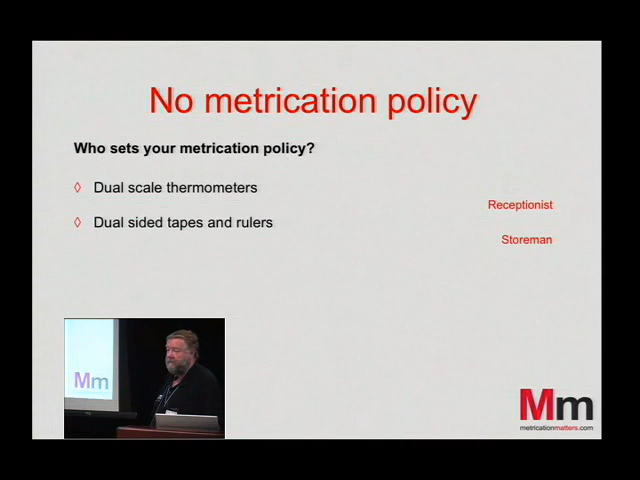 No metrication policy
Who sets your metrication policy?
◊ Dual scale thermometers
Receptionist
◊ Dual sided tapes and rulers
Storeman
Mm
Mm
metricationmatters.com